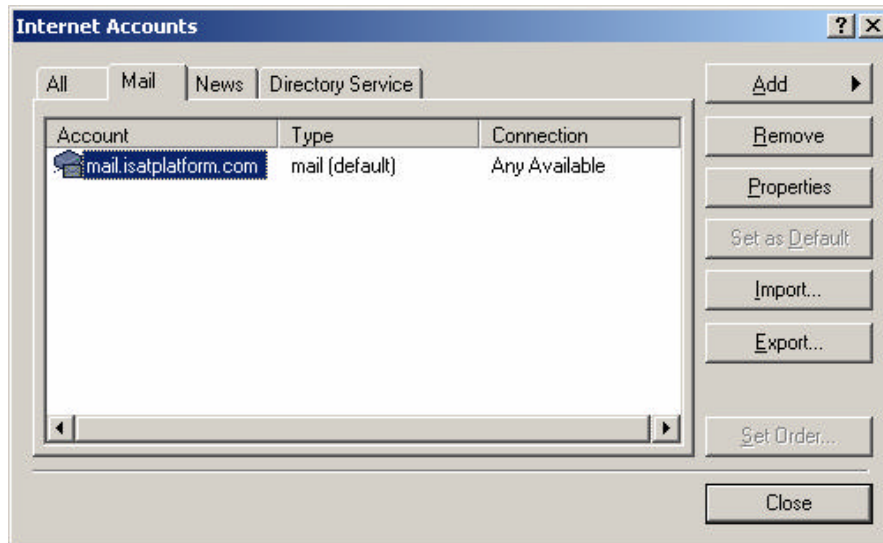 Internet Accounts
All Mail News Directory Service
Account Type Connection
mail.isatplatform.com mail (default) Any Available
Add
Remove
Properties
Set as Default
Import...
Export...
Set Order...
Close